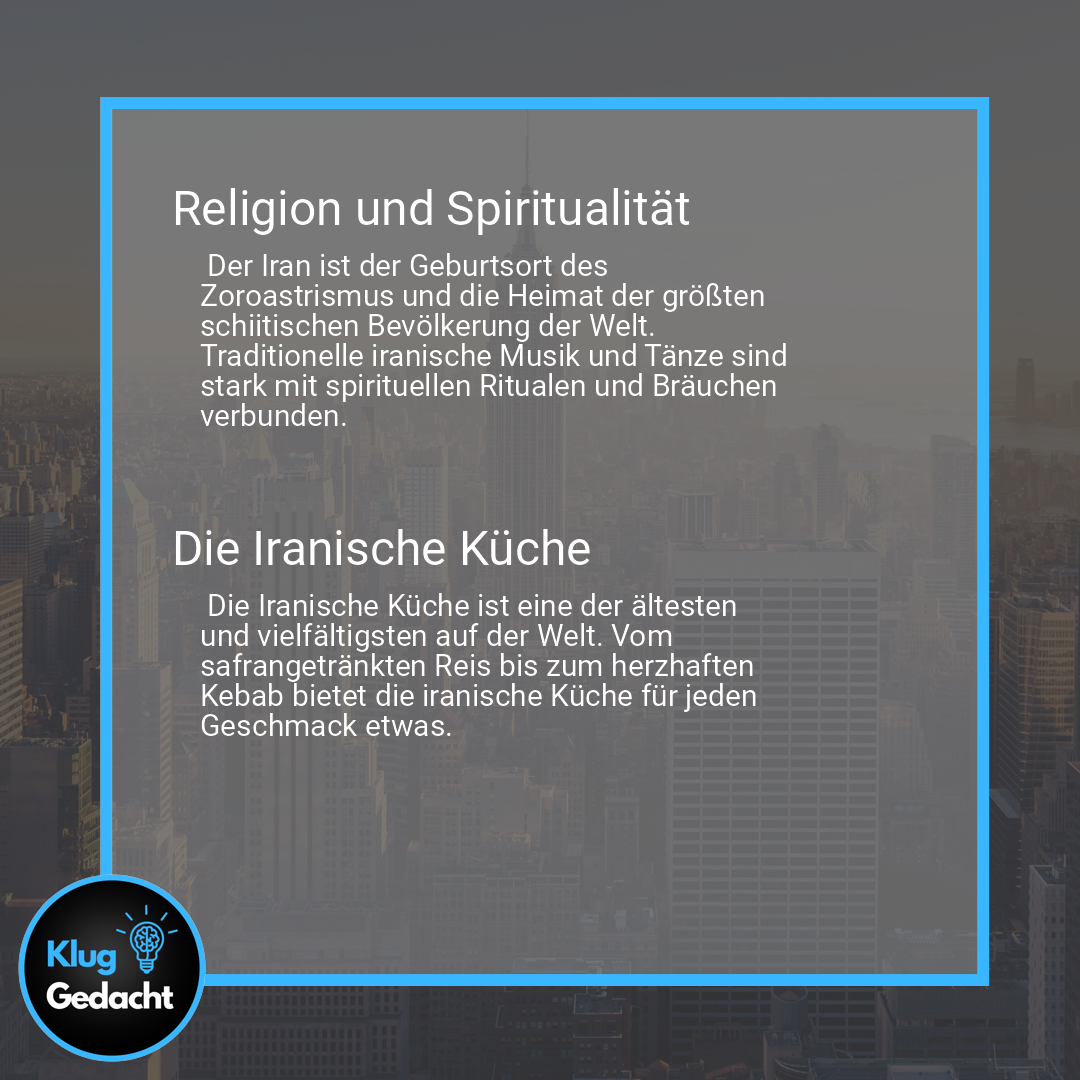 Religion und Spiritualität
Der Iran ist der Geburtsort des
Zoroastrismus und die Heimat der größten
schiitischen Bevölkerung der Welt.
Traditionelle iranische Musik und Tänze sind
stark mit spirituellen Ritualen und Bräuchen
verbunden.
Die Iranische Küche
Die Iranische Küche ist eine der ältesten
und vielfältigsten auf der Welt. Vom
safrangetränkten Reis bis zum herzhaften
Kebab bietet die iranische Küche für jeden
Geschmack etwas.
Klug
Gedacht